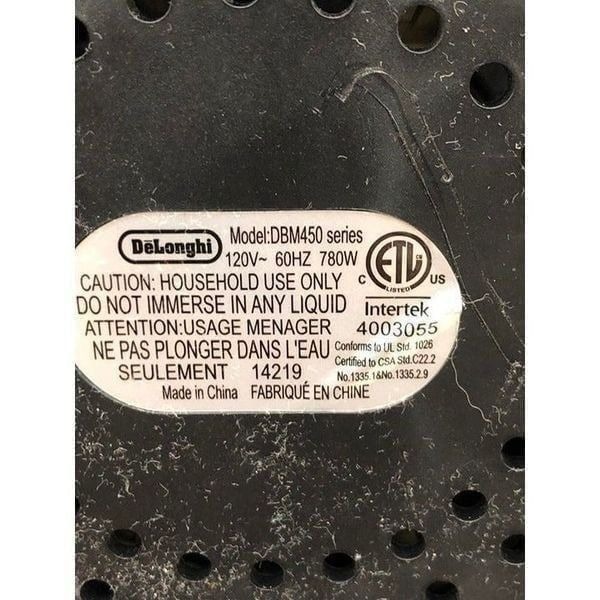 DeLonghi
Model:DBM450 series
120V~ 60HZ 780W
CAUTION: HOUSEHOLD USE ONLY
DO NOT IMMERSE IN ANY LIQUID
ATTENTION:USAGE MENAGER
NE PAS PLONGER DANS L'EAU
SEULEMENT 14219
Made in China FABRIQUÉ EN CHINE
ETL
CM
C US
LISTED
Intertek
4003055
Conforms to UL Std. 1026
Certified to CSA Std.C22.2
No.1335.1&No.1335.2.9